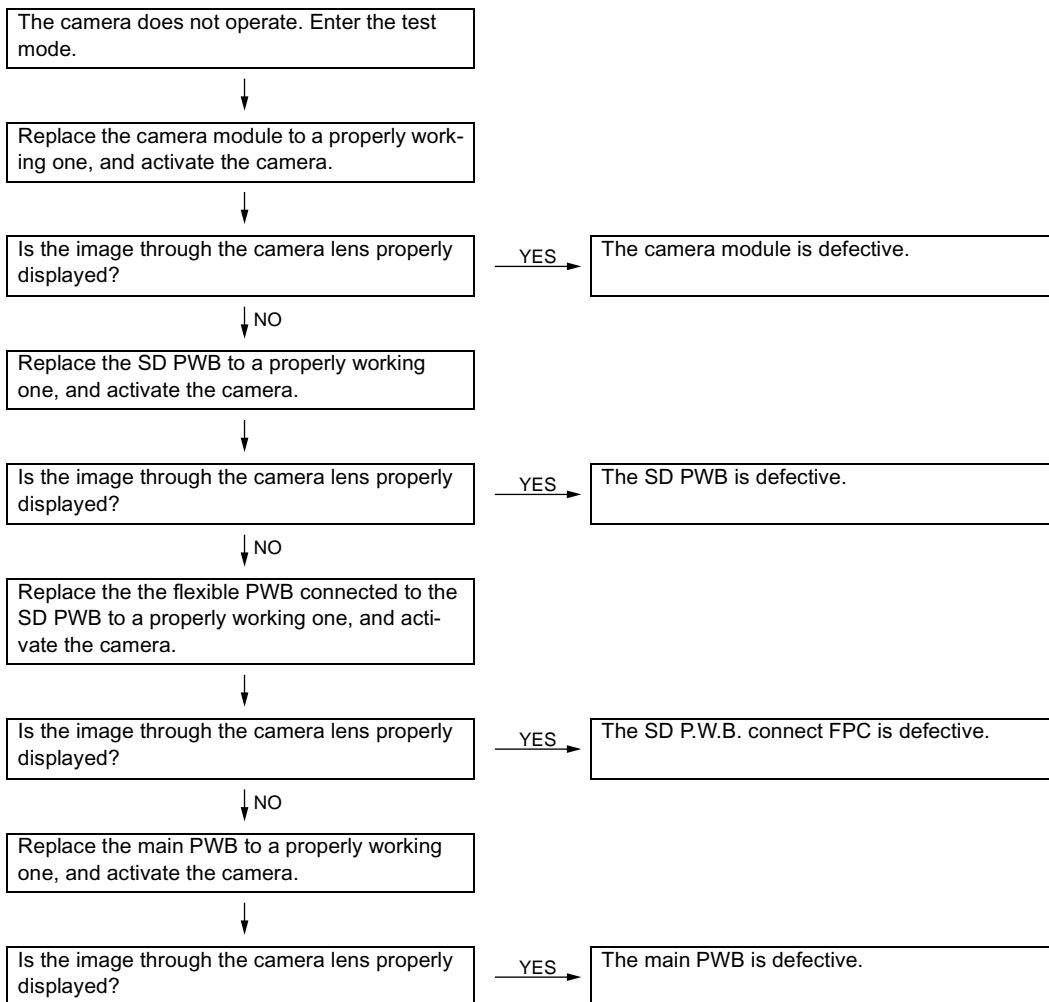 The camera does not operate. Enter the test
mode.
Replace the camera module to a properly work-
ing one, and activate the camera.
Is the image through the camera lens properly
displayed?
YES
The camera module is defective.
NO
Replace the SD PWB to a properly working
one, and activate the camera.
Is the image through the camera lens properly
displayed?
YES
The SD PWB is defective.
NO
Replace the the flexible PWB connected to the
SD PWB to a properly working one, and acti-
vate the camera.
Is the image through the camera lens properly
displayed?
YES
The SD P.W.B. connect FPC is defective.
NO
Replace the main PWB to a properly working
one, and activate the camera.
Is the image through the camera lens properly
displayed?
YES
The main PWB is defective.